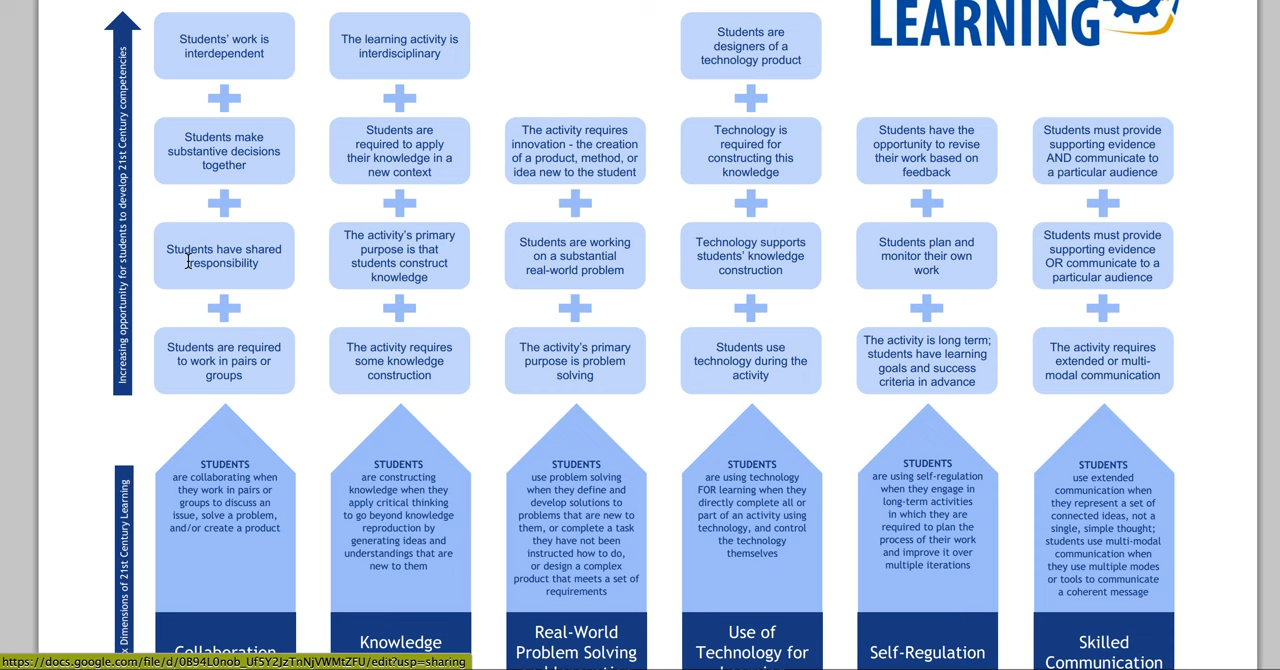 LEARNING
Increasing opportunity for students to develop 21st Century competencies
Students' work is
interdependent
The learning activity is
interdisciplinary
Students are
designers of a
technology product
Students make
substantive decisions
together
Students are
required to apply
their knowledge in a
new context
The activity requires
innovation - the creation
of a product, method, or
idea new to the student
Technology is
required for
constructing this
knowledge
Students have the
opportunity to revise
their work based on
feedback
Students must provide
supporting evidence
AND communicate to
a particular audience
Students have shared
responsibility
The activity's primary
purpose is that
students construct
knowledge
Students are working
on a substantial
real-world problem
Technology supports
students' knowledge
construction
Students plan and
monitor their own
work
Students must provide
supporting evidence
OR communicate to a
particular audience
Students are required
to work in pairs or
groups
The activity requires
some knowledge
construction
The activity's primary
purpose is problem
solving
Students use
technology during the
activity
The activity is long term;
students have learning
goals and success
criteria in advance
The activity requires
extended or multi-
modal communication
x Dimensions of 21st Century Learning
STUDENTS
are collaborating when
they work in pairs or
groups to discuss an
issue, solve a problem,
and/or create a product
STUDENTS
are constructing
knowledge when they
apply critical thinking
to go beyond knowledge
reproduction by
generating ideas and
understandings that are
new to them
STUDENTS
use problem solving
when they define and
develop solutions to
problems that are new to
them, or complete a task
they have not been
instructed how to do,
or design a complex
product that meets a set of
requirements
STUDENTS
are using technology
FOR learning when they
directly complete all or
part of an activity using
technology, and control
the technology
themselves
STUDENTS
are using self-regulation
when they engage in
long-term activities
in which they are
required to plan the
process of their work
and improve it over
multiple iterations
STUDENTS
use extended
communication when
they represent a set of
connected ideas, not a
single, simple thought;
students use multi-modal
communication when
they use multiple modes
or tools to communicate
a coherent message
Collaboration
Knowledge
Real-World
Problem Solving
Use of
Technology for
Self-Regulation
Skilled
Communication
https://docs.google.com/file/d/0B94L0nob_Uf5Y2JzTnNjVWMtZFU/edit?usp=sharing